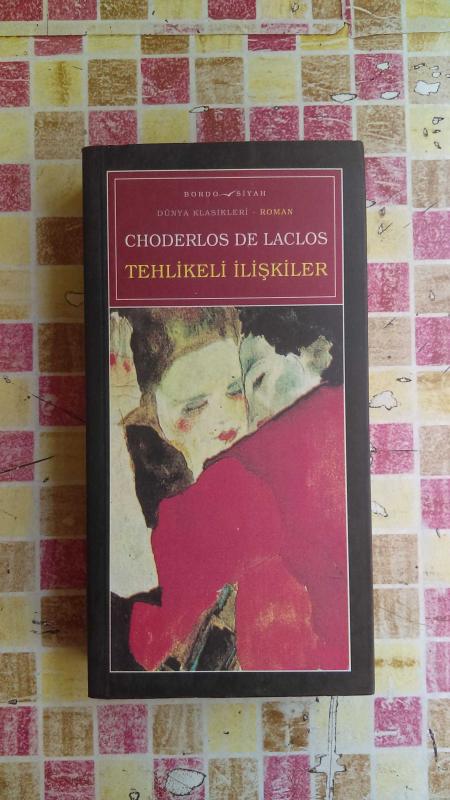 BORDO SİYAH
DÜNYA KLASİKLERİ - ROMAN
CHODERLOS DE LACLOS
TEHLİKELİ İLİŞKİLER